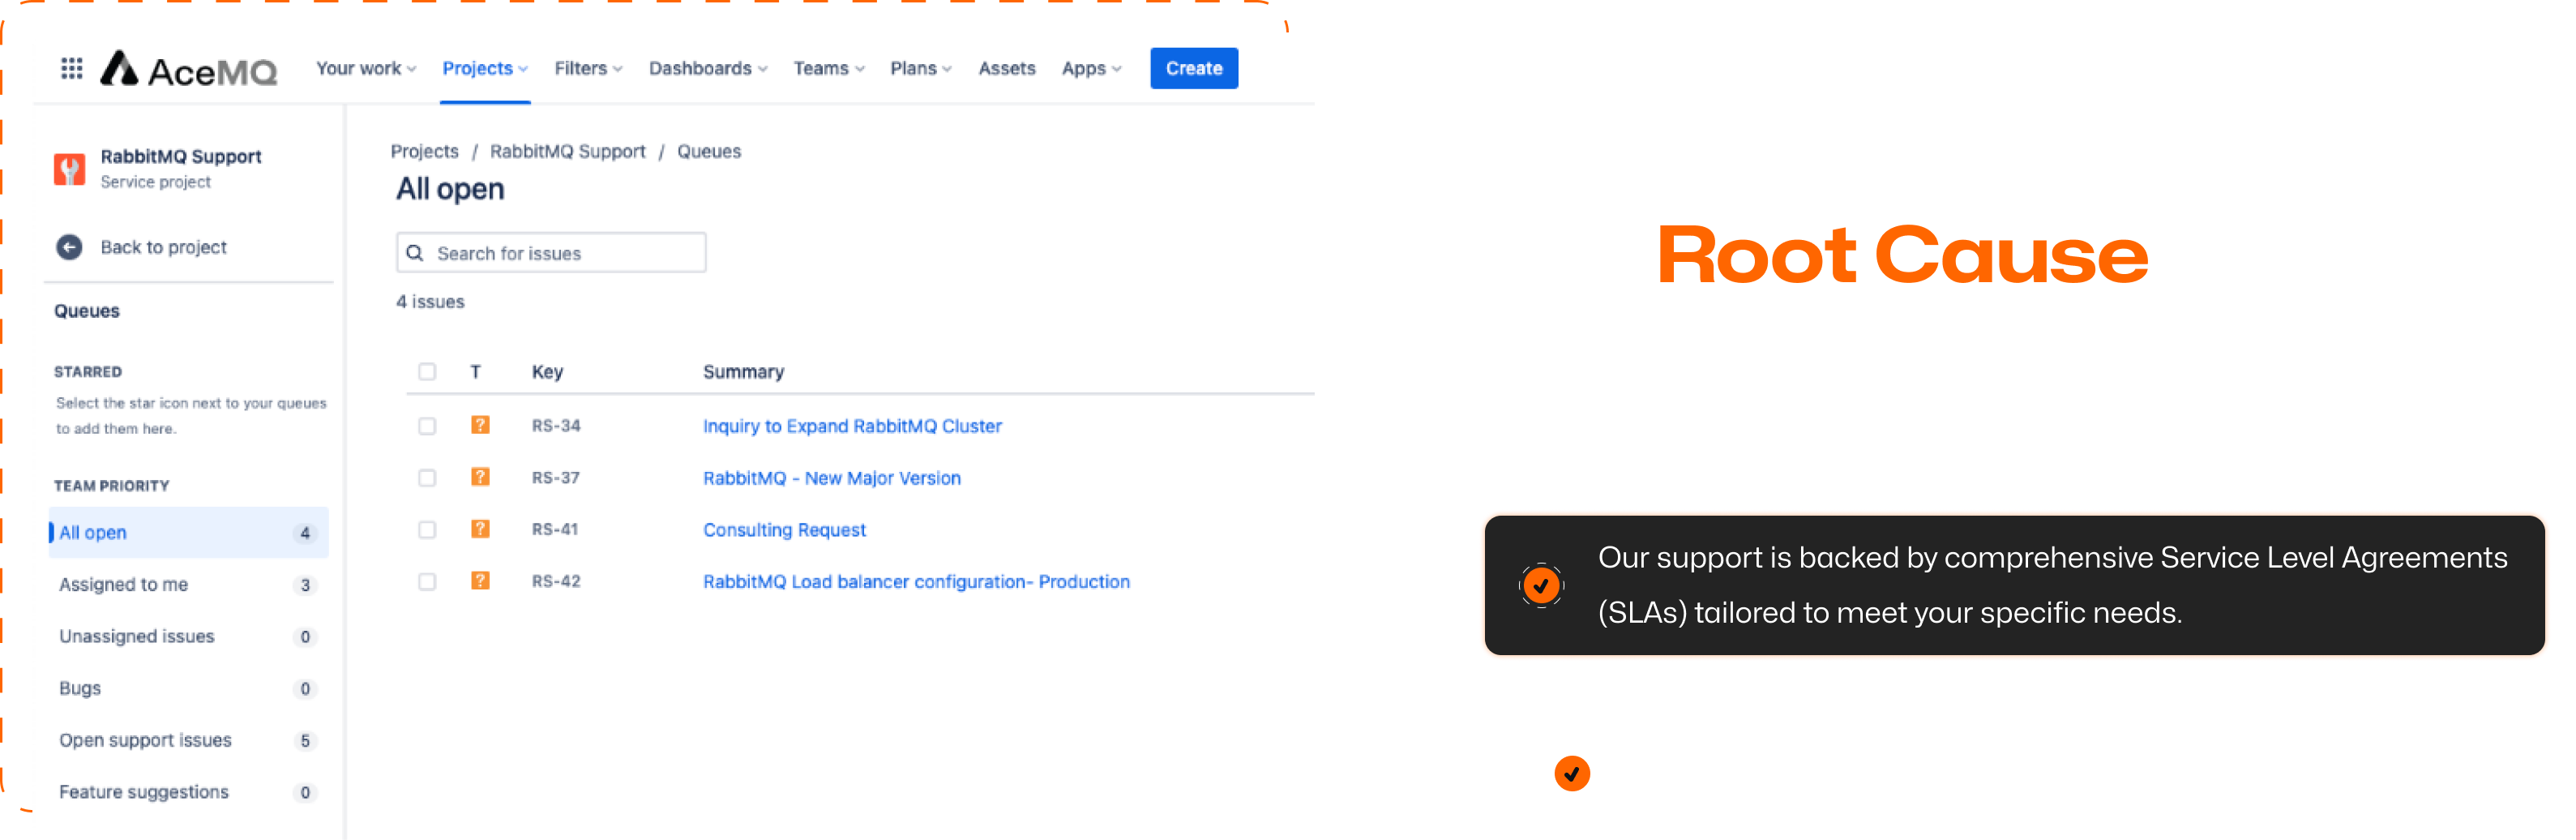 AceMQ
Your work
Projects
Filters
Dashboards
Teams
Plans
Assets
Apps
Create
RabbitMQ Support
Service project
Back to project
Queues
STARRED
Select the star icon next to your queues
to add them here.
TEAM PRIORITY
All open 4
Assigned to me 3
Unassigned issues 0
Bugs 0
Open support issues 5
Feature suggestions 0
Projects / RabbitMQ Support / Queues
All open
Search for issues
4 issues
T Key Summary
? RS-34 Inquiry to Expand RabbitMQ Cluster
? RS-37 RabbitMQ - New Major Version
? RS-41 Consulting Request
? RS-42 RabbitMQ Load balancer configuration- Production
Root Cause
Our support is backed by comprehensive Service Level Agreements
(SLAs) tailored to meet your specific needs.